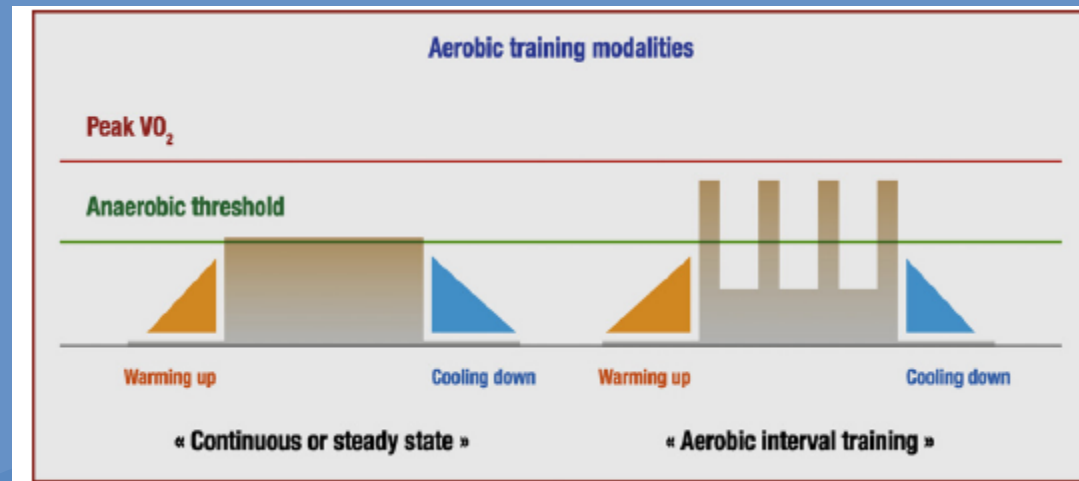 Aerobic training modalities
Peak VO₂
Anaerobic threshold
Warming up
Cooling down
Warming up
Cooling down
« Continuous or steady state »
« Aerobic interval training »